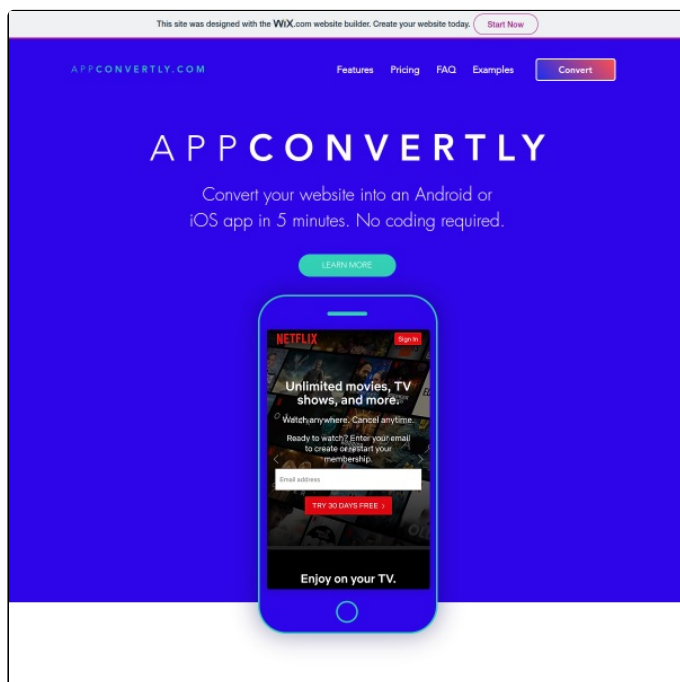 This site was designed with the WiX.com website builder. Create your website today. Start Now
APPCONVERTLY.COM Features Pricing FAQ Examples Convert
APPCONVERTLY
Convert your website into an Android or
iOS app in 5 minutes. No coding required.
LEARN MORE
NETFLIX Sign In
Unlimited movies, TV
shows, and more.
Watch anywhere. Cancel anytime.
Ready to watch? Enter your email
to create or restart your
membership.
Email address
TRY 30 DAYS FREE >
Enjoy on your TV.